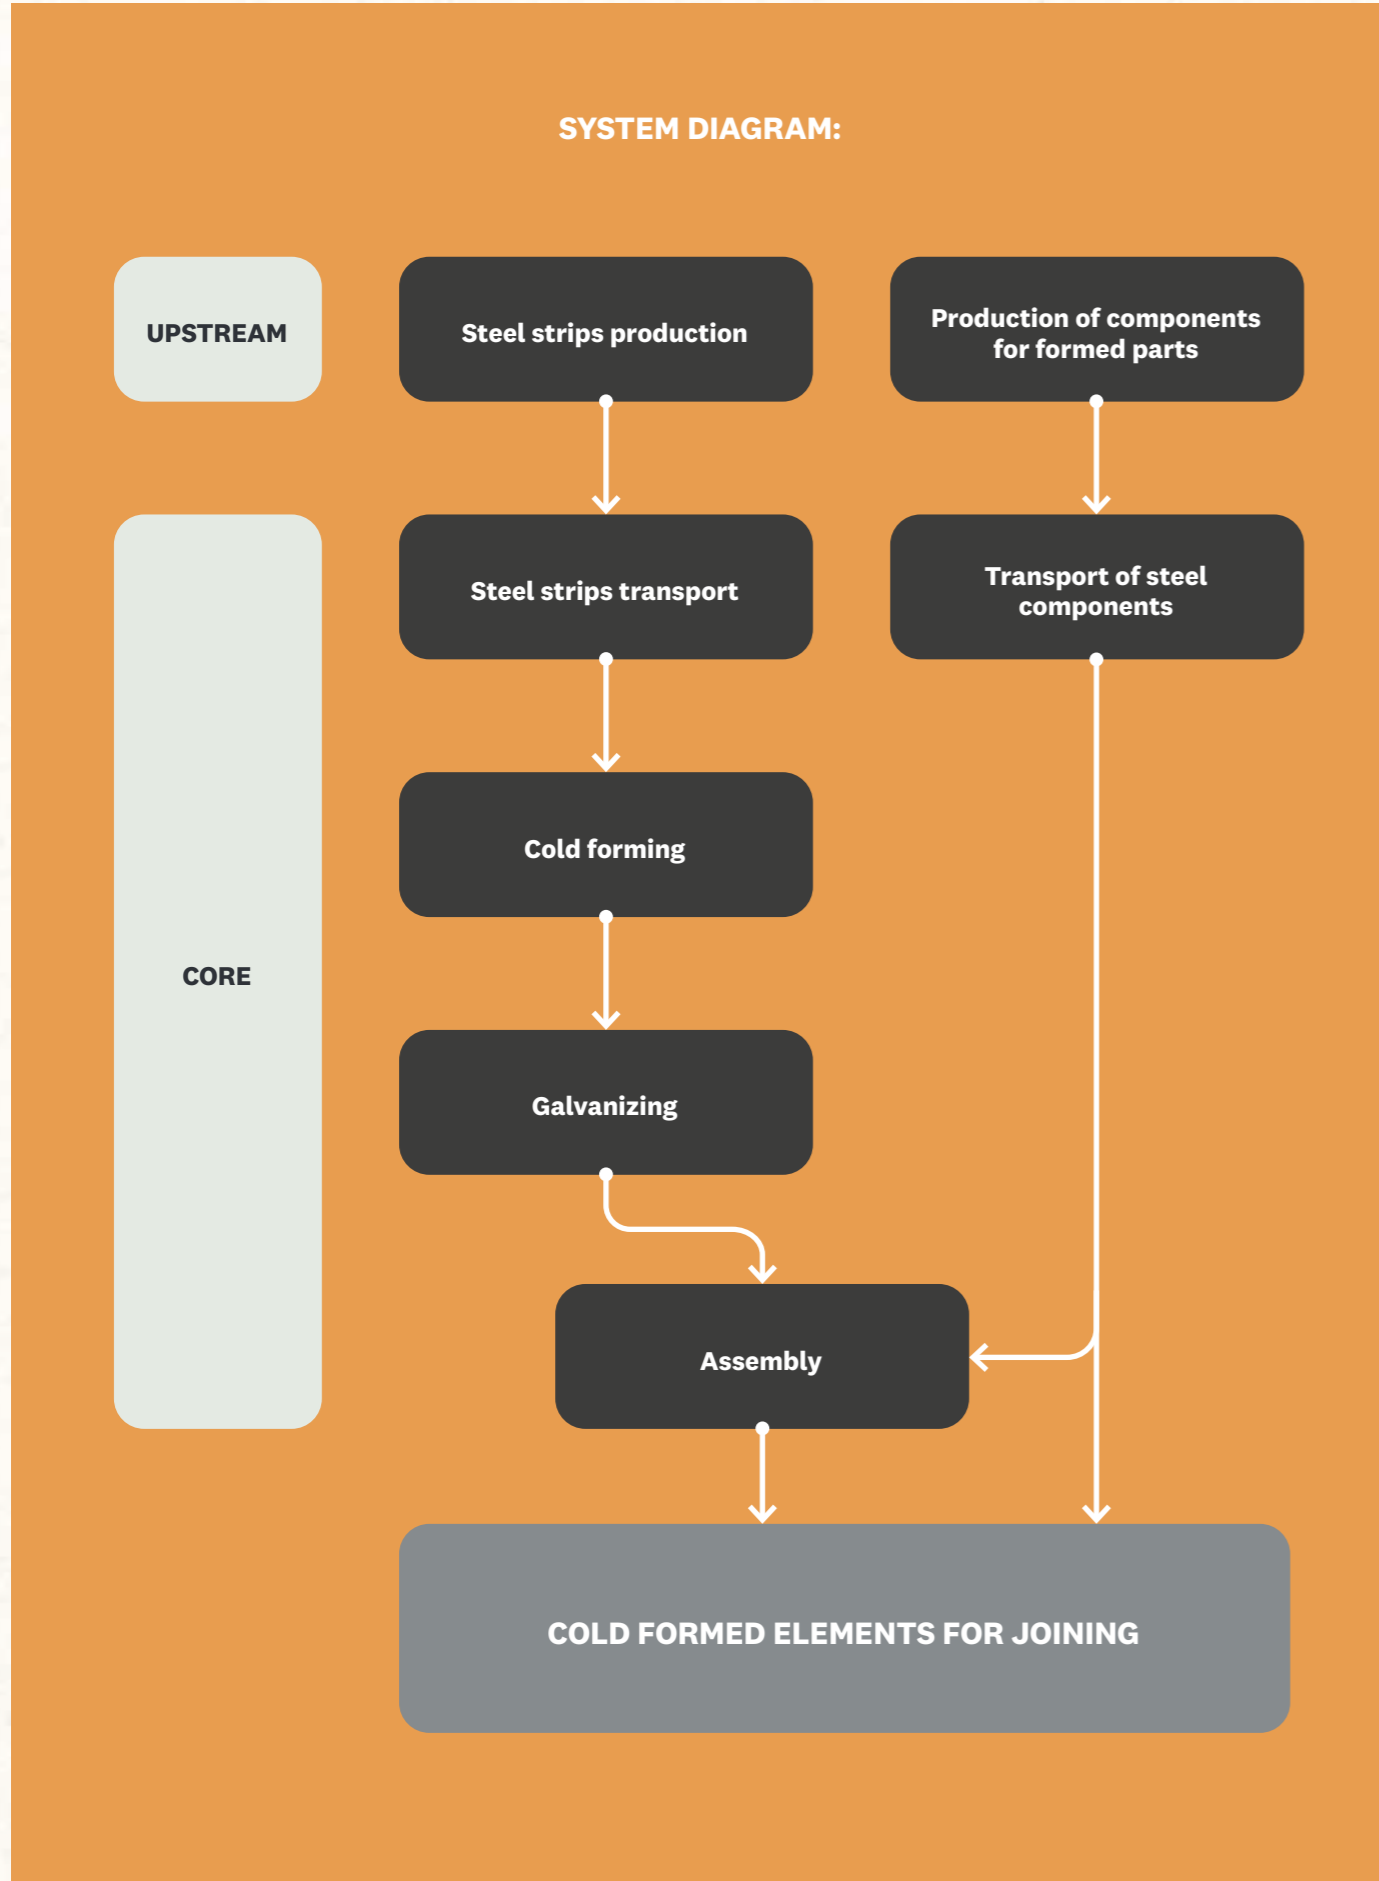 SYSTEM DIAGRAM:
UPSTREAM
Steel strips production
Production of components
for formed parts
Steel strips transport
Transport of steel
components
Cold forming
CORE
Galvanizing
Assembly
COLD FORMED ELEMENTS FOR JOINING